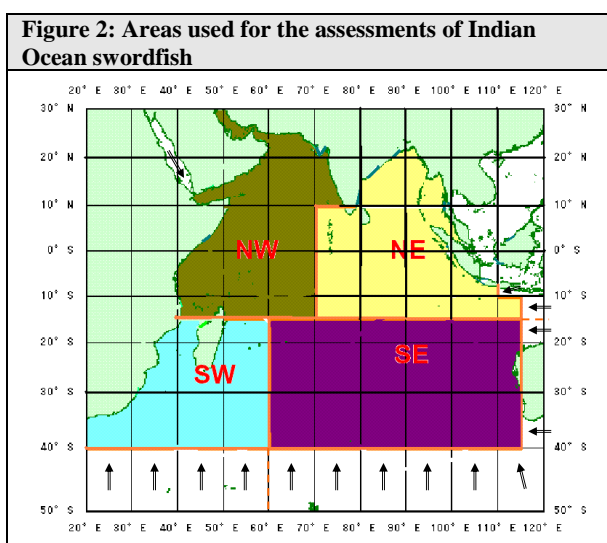 Figure 2: Areas used for the assessments of Indian
Ocean swordfish
20° E 30° E 40° E 50° E 60° E 70° E 80° E 90° E 100° E 110° E 120° E
30° N 30° N
20° N 20° N
10° N 10° N
NW NE
0° S 0° S
10° S 10° S
20° S 20° S
SE
SW
30° S 30° S
40° S 40° S
50° S 50° S
20° E 30° E 40° E 50° E 60° E 70° E 80° E 90° E 100° E 110° E 120° E